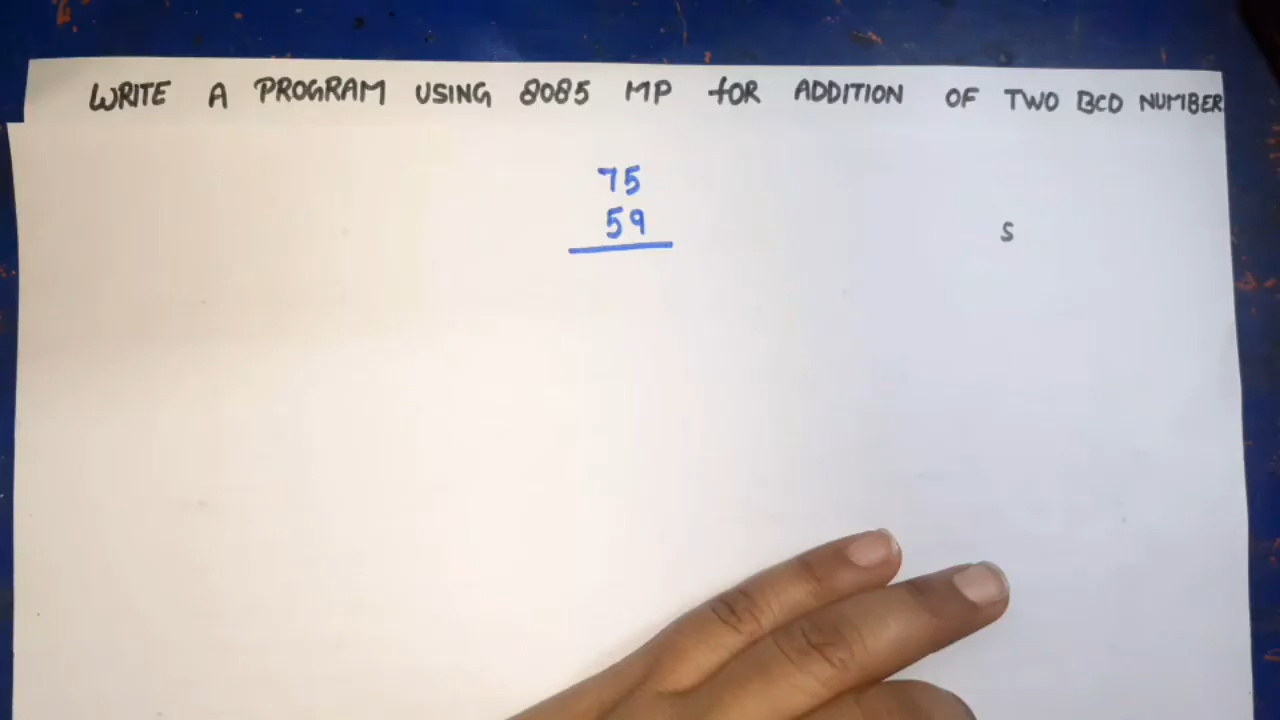 WRITE A PROGRAM USING 8085 MP FOR ADDITION OF TWO BCD NUMBER
75
59
S